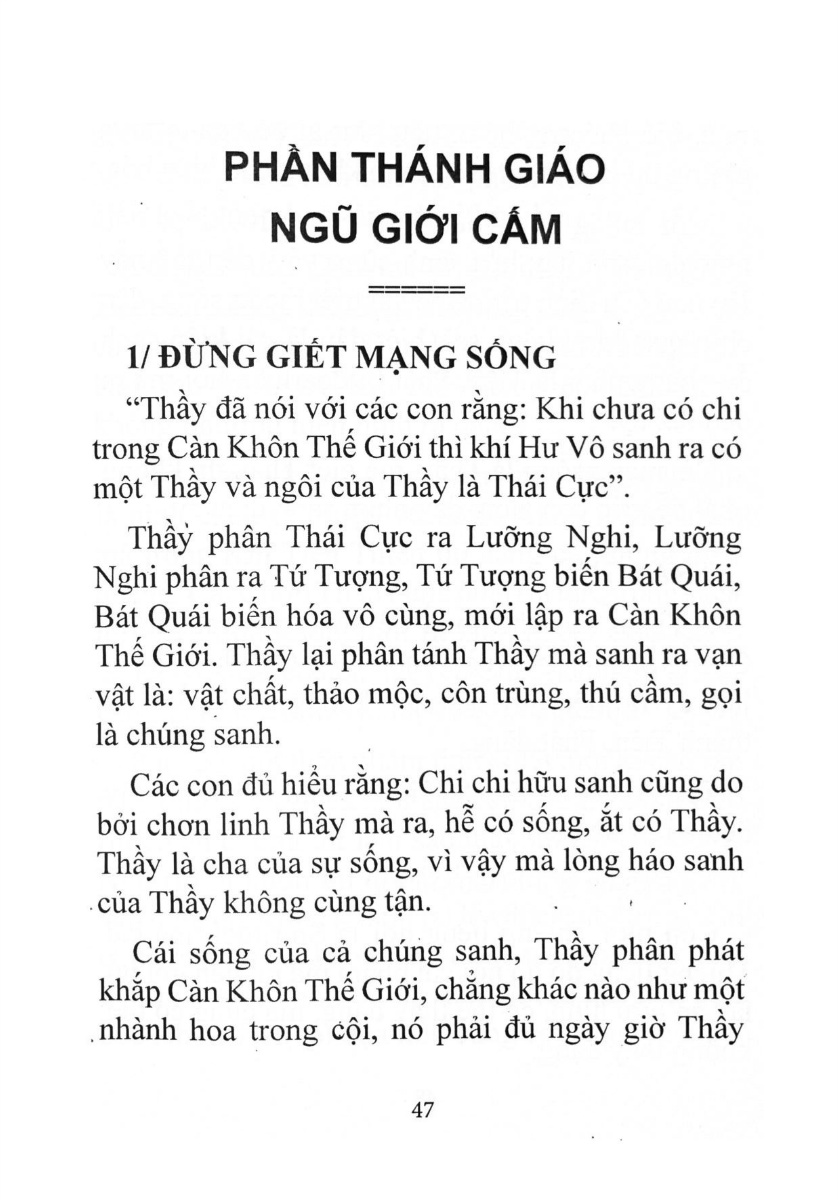 PHẦN THÁNH GIÁO
NGŨ GIỚI CẤM
======
1/ ĐỪNG GIẾT MẠNG SỐNG
“Thầy đã nói với các con rằng: Khi chưa có chi
trong Càn Khôn Thế Giới thì khí Hư Vô sanh ra có
một Thầy và ngôi của Thầy là Thái Cực”.
Thầy phân Thái Cực ra Lưỡng Nghi, Lưỡng
Nghi phân ra Tứ Tượng, Tứ Tượng biến Bát Quái,
Bát Quái biến hóa vô cùng, mới lập ra Càn Khôn
Thế Giới. Thầy lại phân tánh Thầy mà sanh ra vạn
vật là: vật chất, thảo mộc, côn trùng, thú cầm, gọi
là chúng sanh.
Các con đủ hiểu rằng: Chi chi hữu sanh cũng do
bởi chơn linh Thầy mà ra, hễ có sống, ắt có Thầy.
Thầy là cha của sự sống, vì vậy mà lòng háo sanh
của Thầy không cùng tận.
Cái sống của cả chúng sanh, Thầy phân phát
khắp Càn Khôn Thế Giới, chẳng khác nào như một
nhành hoa trong cội, nó phải đủ ngày giờ Thầy
47